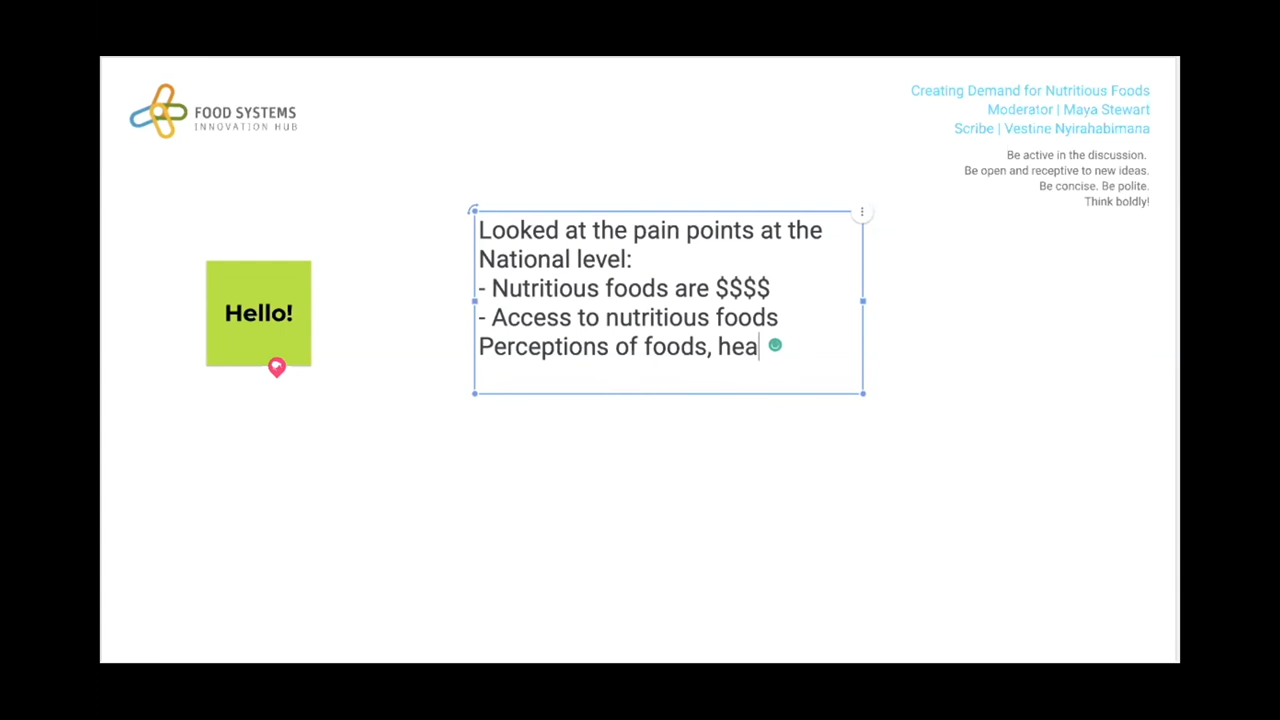 FOOD SYSTEMS
INNOVATION HUB
Creating Demand for Nutritious Foods
Moderator | Maya Stewart
Scribe | Vestine Nyirahabimana
Be active in the discussion.
Be open and receptive to new ideas.
Be concise. Be polite.
Think boldly!
Hello!
Looked at the pain points at the
National level:
- Nutritious foods are $$$$
- Access to nutritious foods
Perceptions of foods, hea